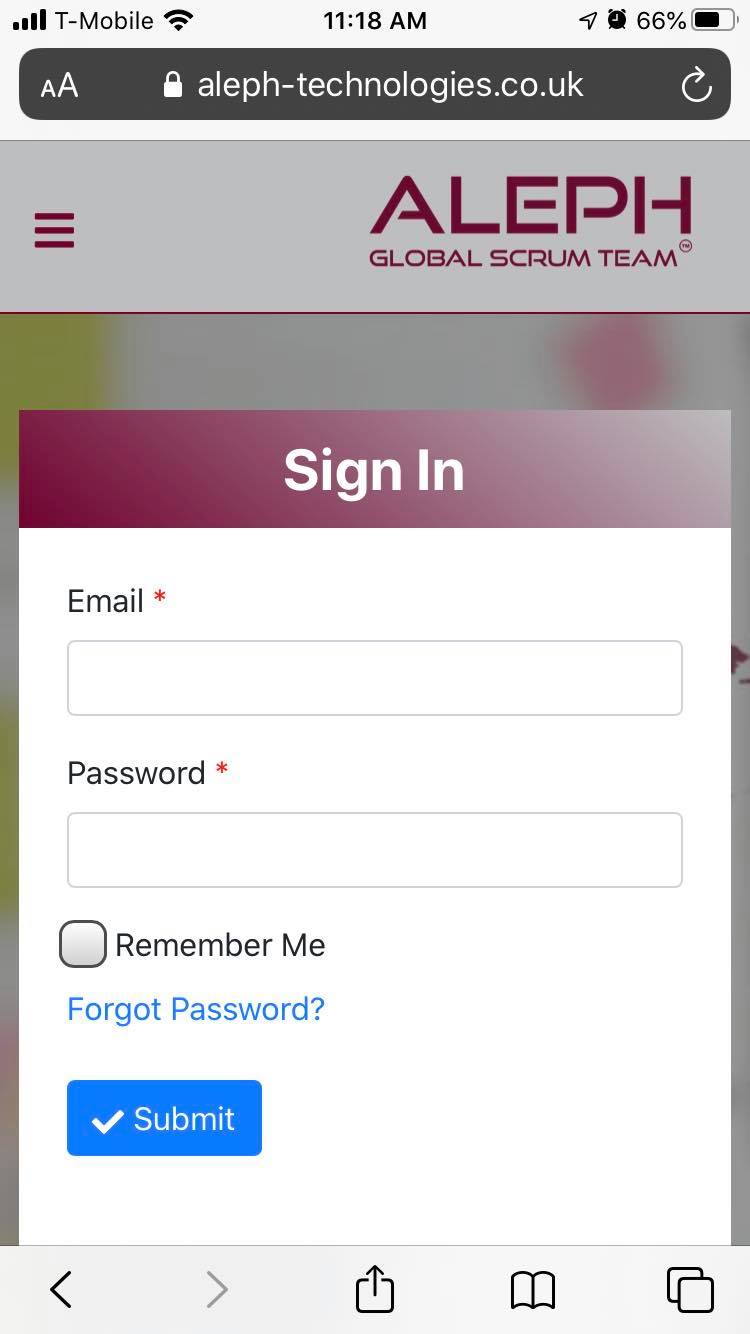 T-Mobile 11:18 AM 66%
AA aleph-technologies.co.uk
ALEPH
GLOBAL SCRUM TEAM™
Sign In
Email *
Password *
Remember Me
Forgot Password?
Submit